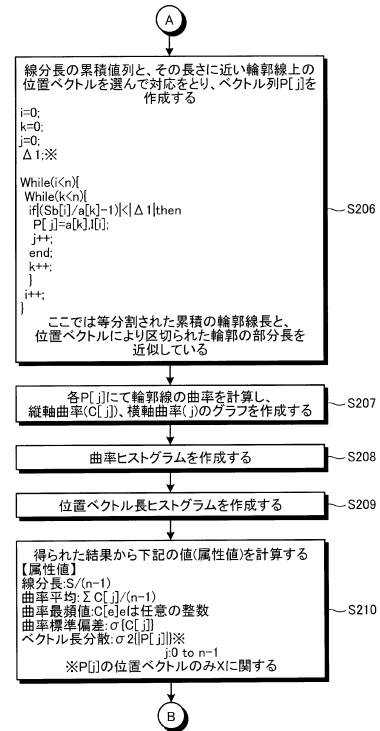 A
線分長の累積値列と、その長さに近い輪郭線上の
位置ベクトルを選んで対応をとり、ベクトル列P[j]を
作成する
i=0;
k=0;
j=0;
Δ1;※
While(i<n){
While(k<n){
if|(Sb[i]/a[k]-1)|<|Δ1|then
P[j]=a[k],l[i];
j++;
end;
k++;
}
i++;
}
ここでは等分割された累積の輪郭線長と、
位置ベクトルにより区切られた輪郭の部分長を
近似している
S206
各P[j]にて輪郭線の曲率を計算し、
縦軸曲率(C[j])、横軸曲率(j)のグラフを作成する
S207
曲率ヒストグラムを作成する
S208
位置ベクトル長ヒストグラムを作成する
S209
得られた結果から下記の値(属性値)を計算する
【属性値】
線分長:S/(n-1)
曲率平均:ΣC[j]/(n-1)
曲率最頻値:C[e]eは任意の整数
曲率標準偏差:σ{C[j]}
ベクトル長分散:σ2{|P[j]|}※
j:0 to n-1
※P[j]の位置ベクトルのみXに関する
S210
B